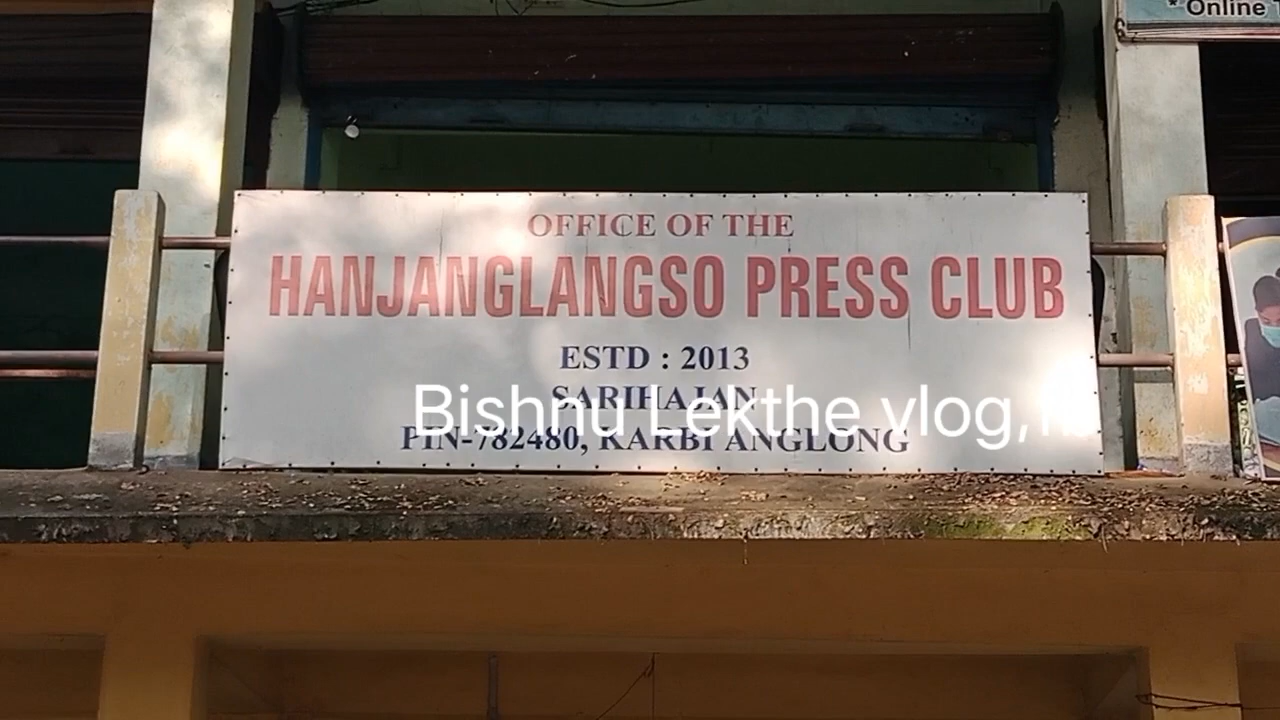 * Online
OFFICE OF THE
HANJANGLANGSO PRESS CLUB
ESTD : 2013
SARIHAJAN
Bishnu Lekthe vlog,
PIN-782480, KARBI ANGLONG